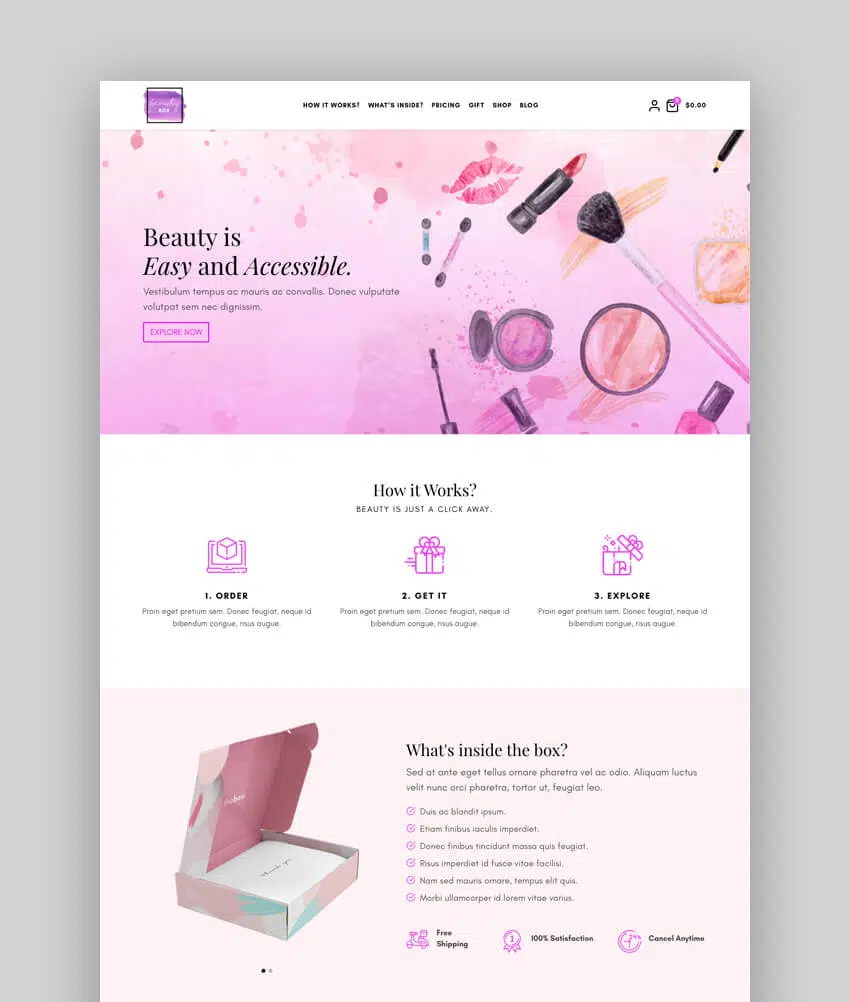 Beauty
BOX
HOW IT WORKS? WHAT'S INSIDE? PRICING GIFT SHOP BLOG
0
$0.00
Beauty is
Easy and Accessible.
Vestibulum tempus ac mauris ac convallis. Donec vulputate
volutpat sem nec dignissim.
EXPLORE NOW
How it Works?
BEAUTY IS JUST A CLICK AWAY.
1. ORDER
Proin eget pretium sem. Donec feugiat, neque id
bibendum congue, risus augue.
2. GET IT
Proin eget pretium sem. Donec feugiat, neque id
bibendum congue, risus augue.
3. EXPLORE
Proin eget pretium sem. Donec feugiat, neque id
bibendum congue, risus augue.
Thank you
What's inside the box?
Sed at ante eget tellus ornare pharetra vel ac odio. Aliquam luctus
velit nunc orci pharetra, tortor ut, feugiat leo.
Duis ac blandit ipsum.
Etiam finibus iaculis imperdiet.
Donec finibus tincidunt massa quis feugiat.
Risus imperdiet id fusce vitae facilisi.
Nam sed mauris ornare, tempus elit quis.
Morbi ullamcorper id lorem vitae varius.
Free
Shipping
1
100% Satisfaction
24h
Cancel Anytime